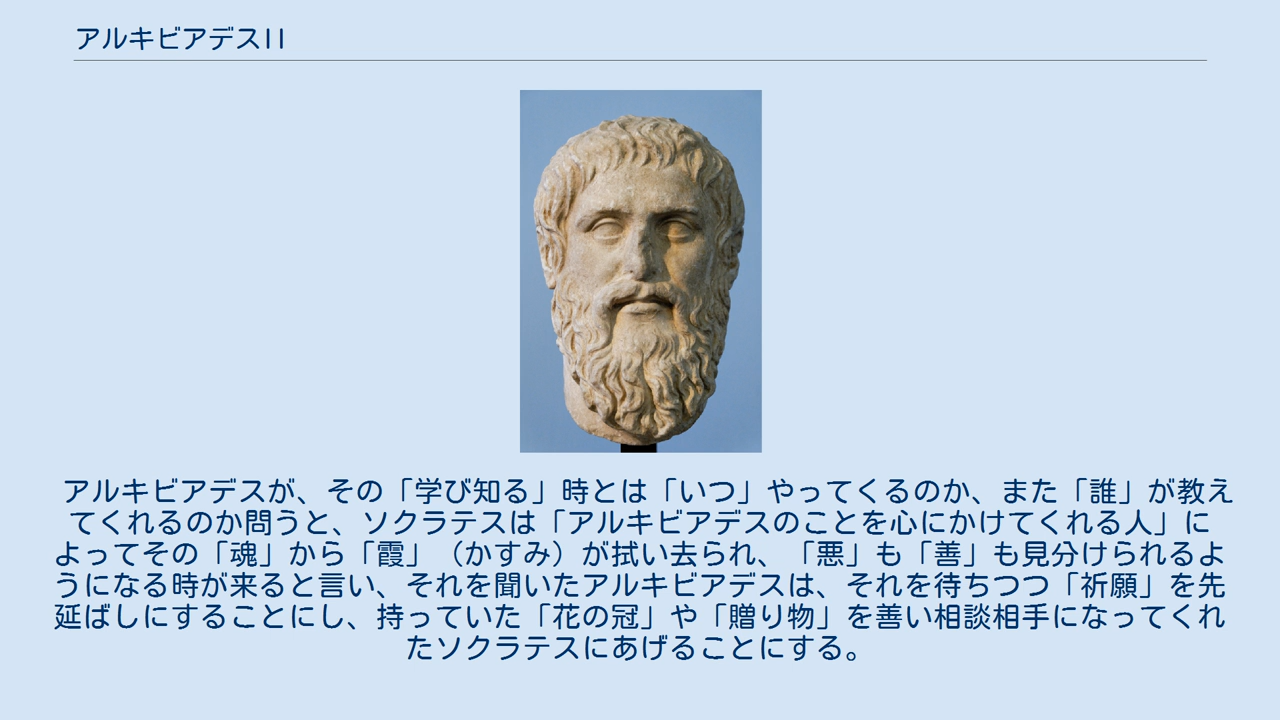 アルキビアデスII
アルキビアデスが、その「学び知る」時とは「いつ」やってくるのか、また「誰」が教え
てくれるのか問うと、ソクラテスは「アルキビアデスのことを心にかけてくれる人」に
よってその「魂」から「霞」（かすみ）が拭い去られ、「悪」も「善」も見分けられるよ
うになる時が来ると言い、それを聞いたアルキビアデスは、それを待ちつつ「祈願」を先
延ばしにすることにし、持っていた「花の冠」や「贈り物」を善い相談相手になってくれ
たソクラテスにあげることにする。